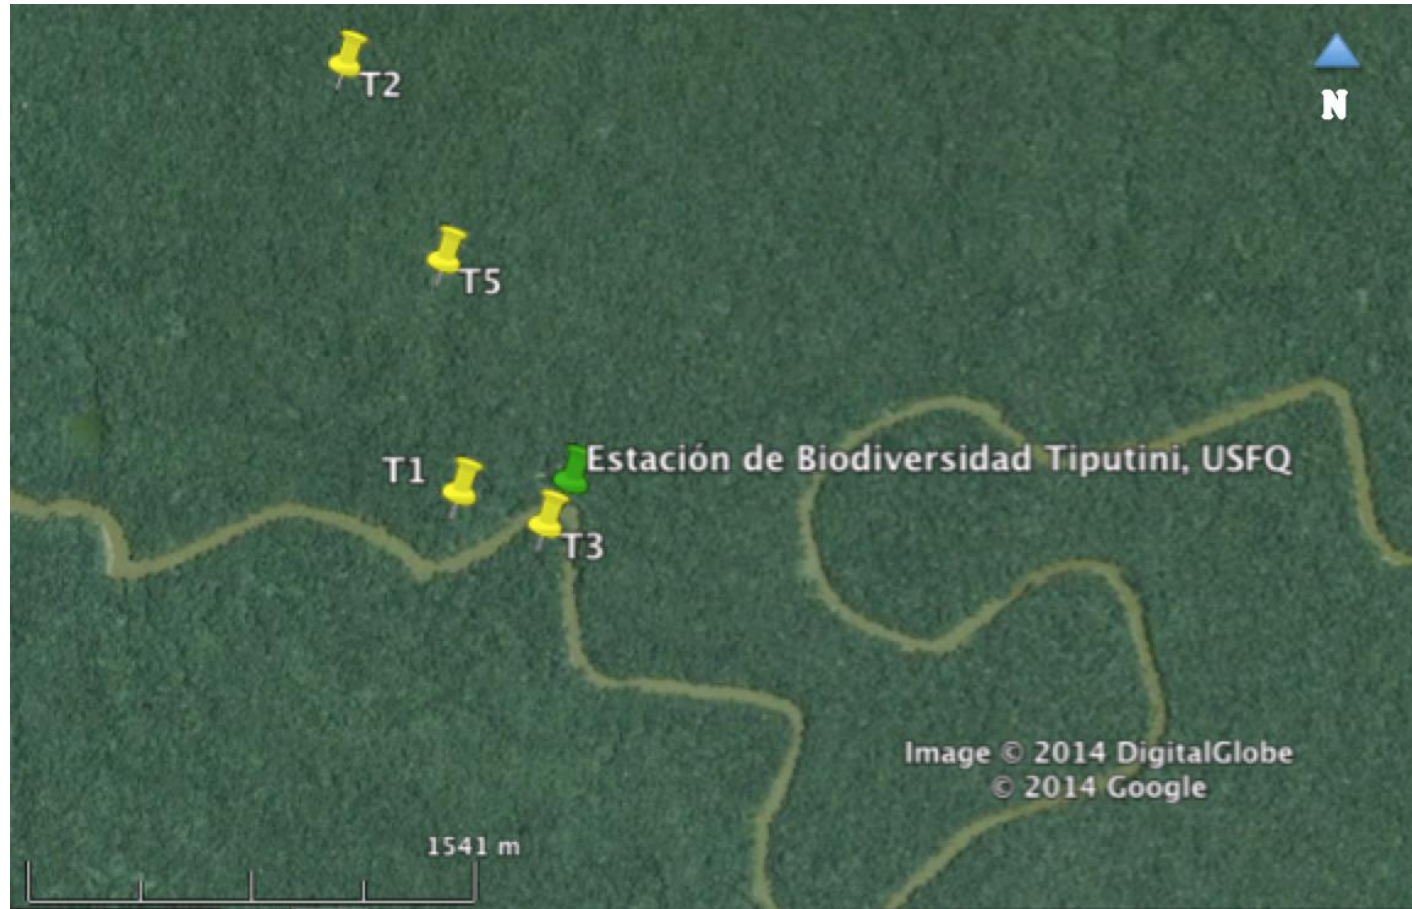 T2
N
T5
T1
Estación de Biodiversidad Tiputini, USFQ
T3
Image © 2014 DigitalGlobe
© 2014 Google
1541 m